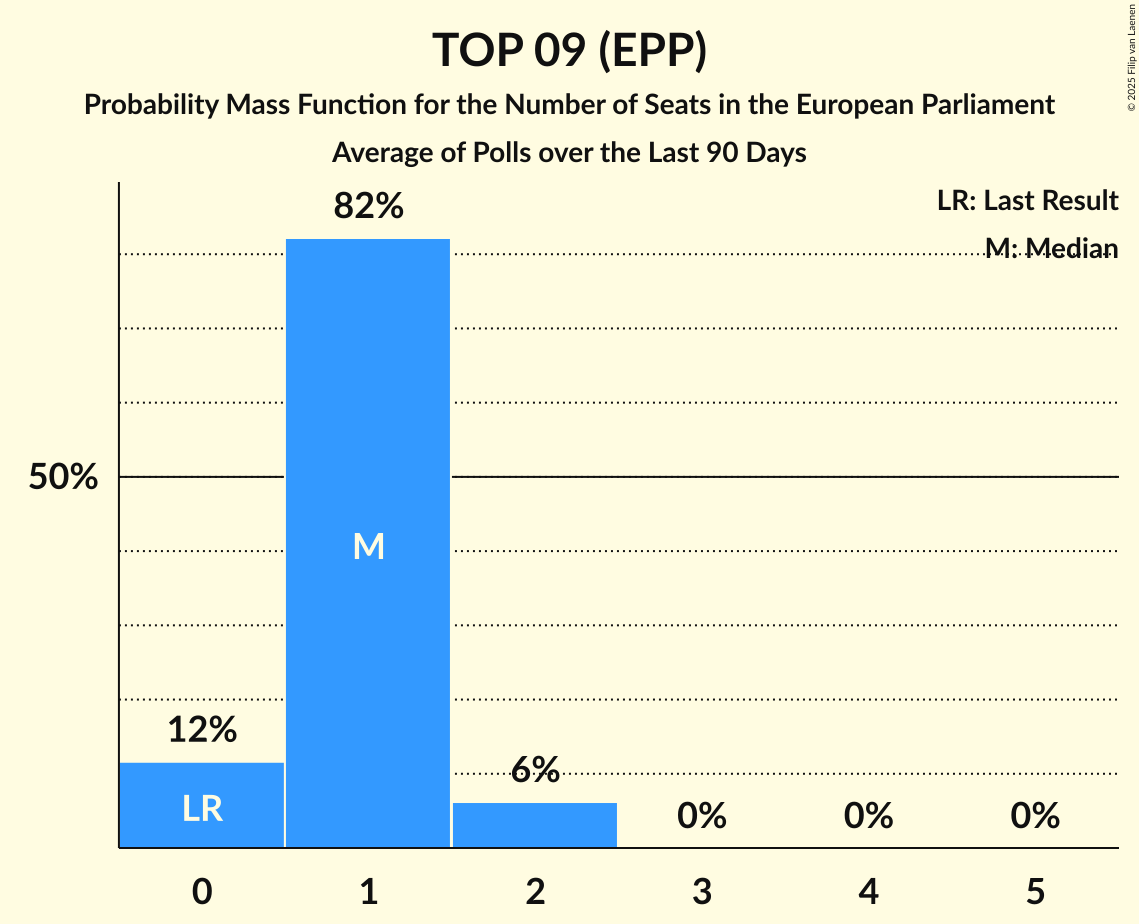 TOP 09 (EPP)
Probability Mass Function for the Number of Seats in the European Parliament
Average of Polls over the Last 90 Days
© 2025 Filip van Laenen
LR: Last Result
M: Median
82%
50%
M
12%
6%
LR
0%
0%
0%
0
1
2
3
4
5